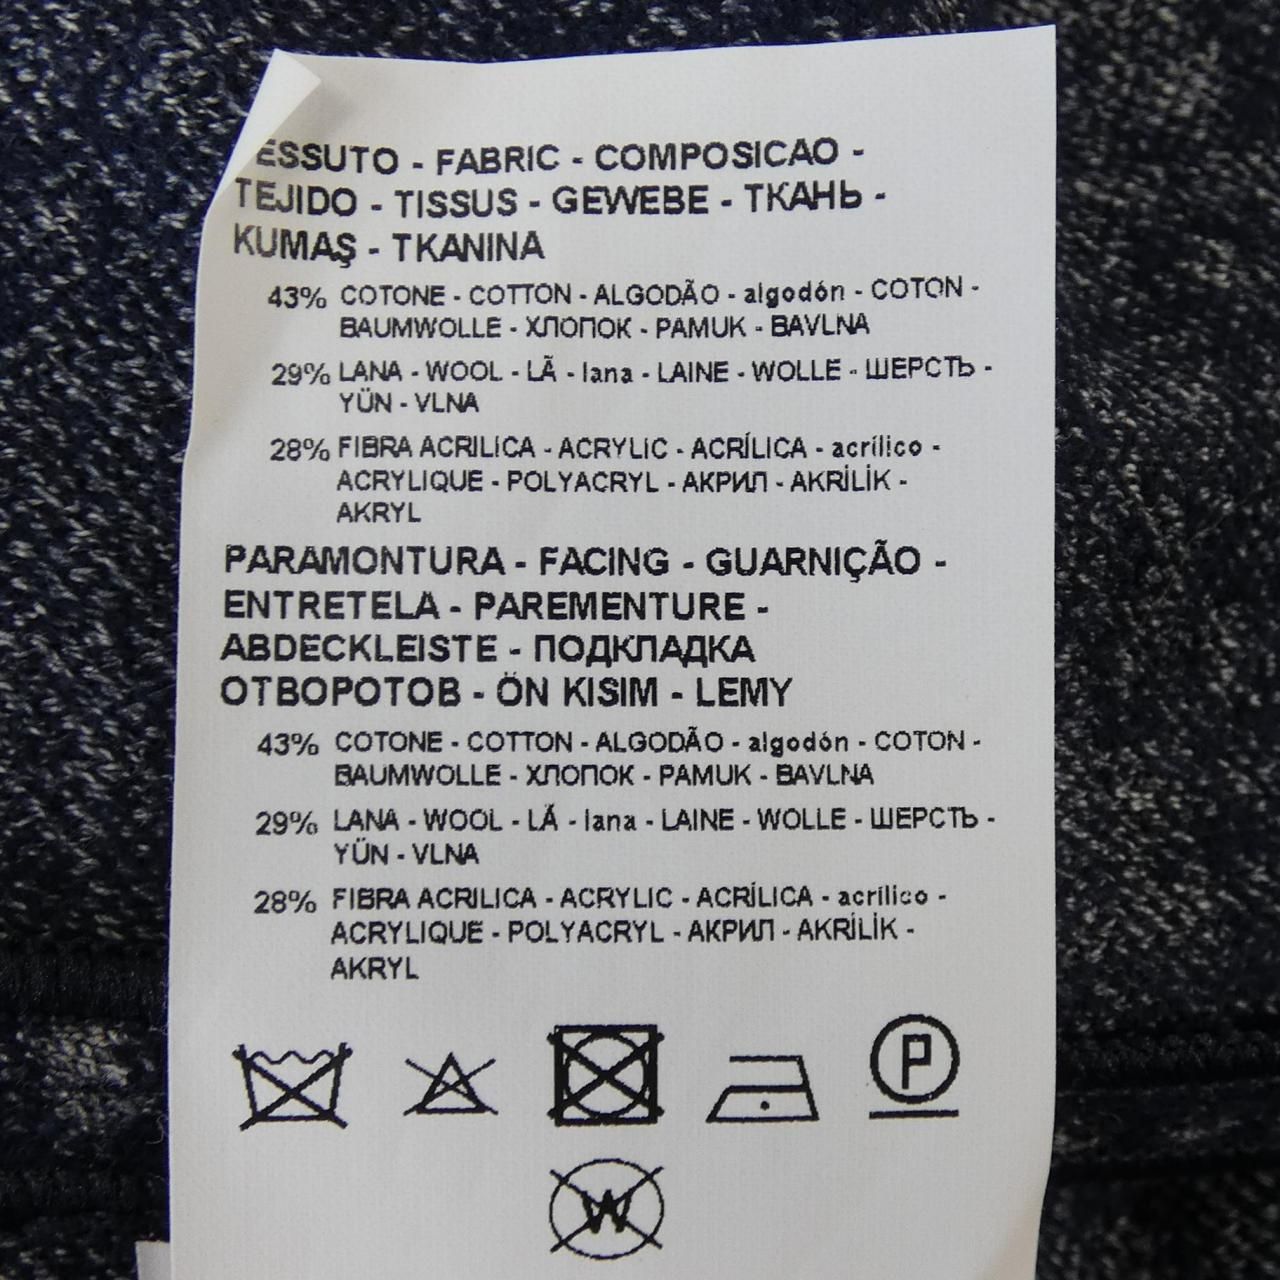 ESSUTO - FABRIC - COMPOSICAO -
TEJIDO - TISSUS - GEWEBE - ТКАНЬ -
KUMAŞ - TKANINA
43% COTONE - COTTON - ALGODÃO - algodón - COTON -
BAUMWOLLE - ХЛОПОК - PAMUK - BAVLNA
29% LANA - WOOL - LÃ - lana - LAINE - WOLLE - ШЕРСТЬ -
YÜN - VLNA
28% FIBRA ACRILICA - ACRYLIC - ACRÍLICA - acrílico -
ACRYLIQUE - POLYACRYL - АКРИЛ - AKRİLİK -
AKRYL
PARAMONTURA - FACING - GUARNIÇÃO -
ENTRETELA - PAREMENTURE -
ABDECKLEISTE - ПОДКЛАДКА
ОТВОРОТОВ - ÖN KISIM - LEMY
43% COTONE - COTTON - ALGODÃO - algodón - COTON -
BAUMWOLLE - ХЛОПОК - PAMUK - BAVLNA
29% LANA - WOOL - LÃ - lana - LAINE - WOLLE - ШЕРСТЬ -
YÜN - VLNA
28% FIBRA ACRILICA - ACRYLIC - ACRÍLICA - acrílico -
ACRYLIQUE - POLYACRYL - АКРИЛ - AKRİLİK -
AKRYL
P
W